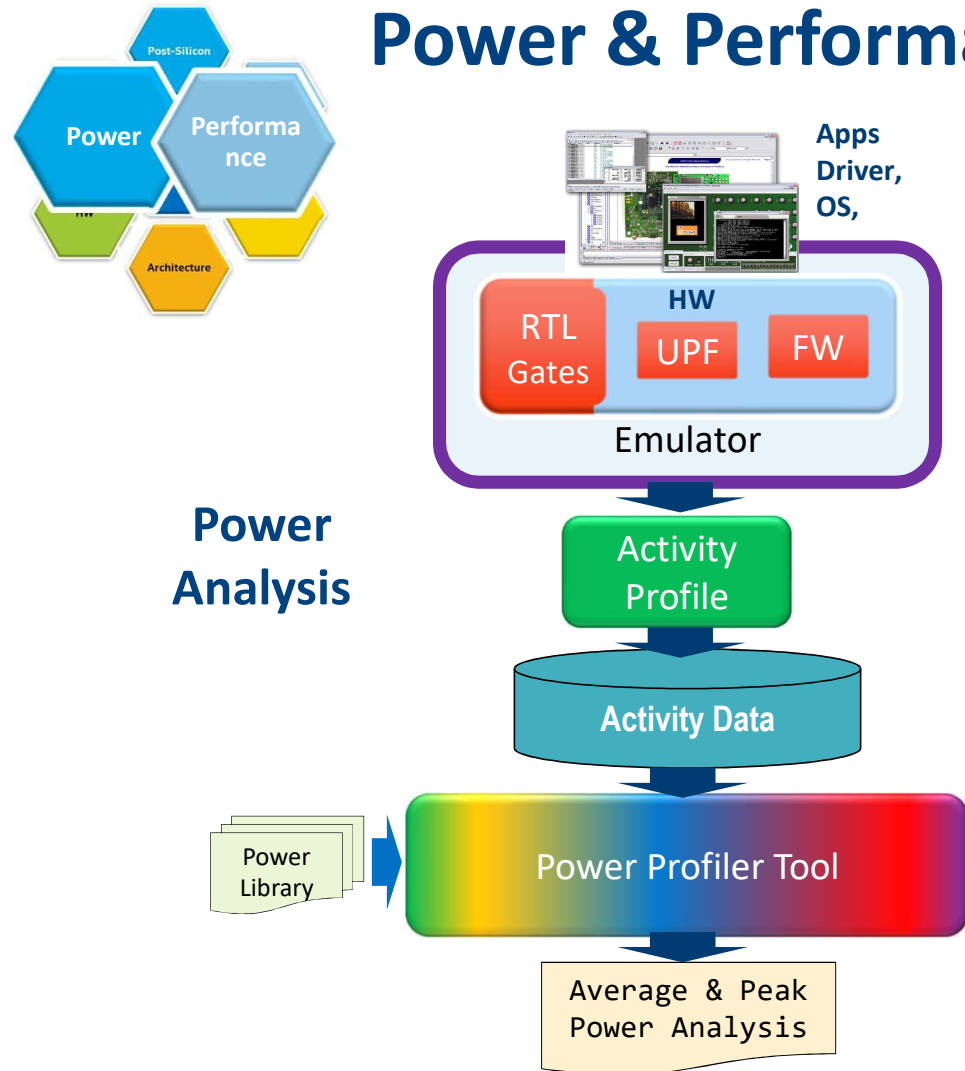 Power & Performa
Post-Silicon
Power
Performa
nce
HW
Architecture
Apps
Driver,
OS,
HW
RTL
Gates
UPF
FW
Emulator
Power
Analysis
Activity
Profile
Activity Data
Power
Library
Power Profiler Tool
Average & Peak
Power Analysis